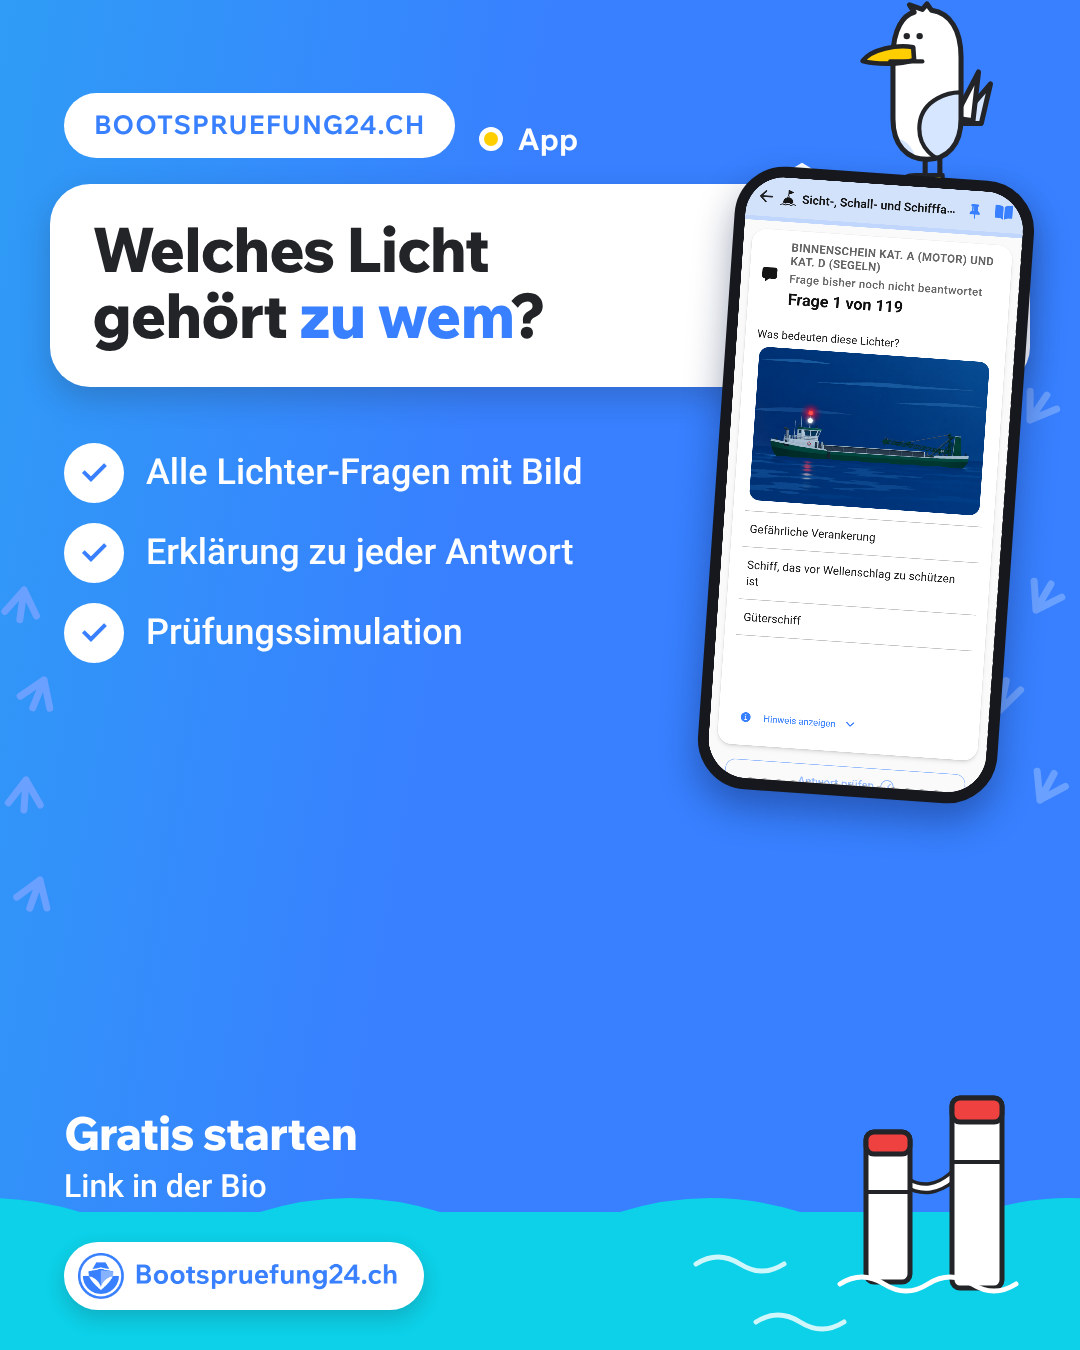 BOOTSPRUEFUNG24.CH
App
Welches Licht
gehört zu wem?
Alle Lichter-Fragen mit Bild
Erklärung zu jeder Antwort
Prüfungssimulation
Sicht-, Schall- und Schifffa...
BINNENSCHEIN KAT. A (MOTOR) UND
KAT. D (SEGELN)
Frage bisher noch nicht beantwortet
Frage 1 von 119
Was bedeuten diese Lichter?
Gefährliche Verankerung
Schiff, das vor Wellenschlag zu schützen
ist
Güterschiff
Hinweis anzeigen
Antwort prüfen
Gratis starten
Link in der Bio
Bootspruefung24.ch